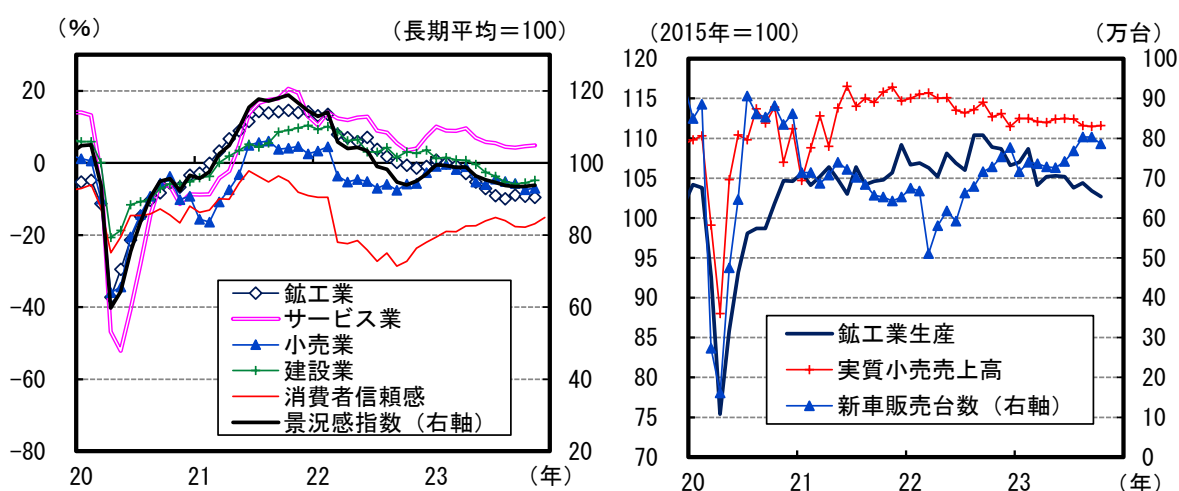 (%)
(長期平均=100)
20
0
-20
-40
-60
-80
120
100
80
60
40
20
鉱工業
サービス業
小売業
建設業
消費者信頼感
景況感指数(右軸)
20 21 22 23 (年)
(2015年=100)
(万台)
120
115
110
105
100
95
90
85
80
75
70
100
90
80
70
60
50
40
30
20
10
0
鉱工業生産
実質小売売上高
新車販売台数(右軸)
20 21 22 23 (年)